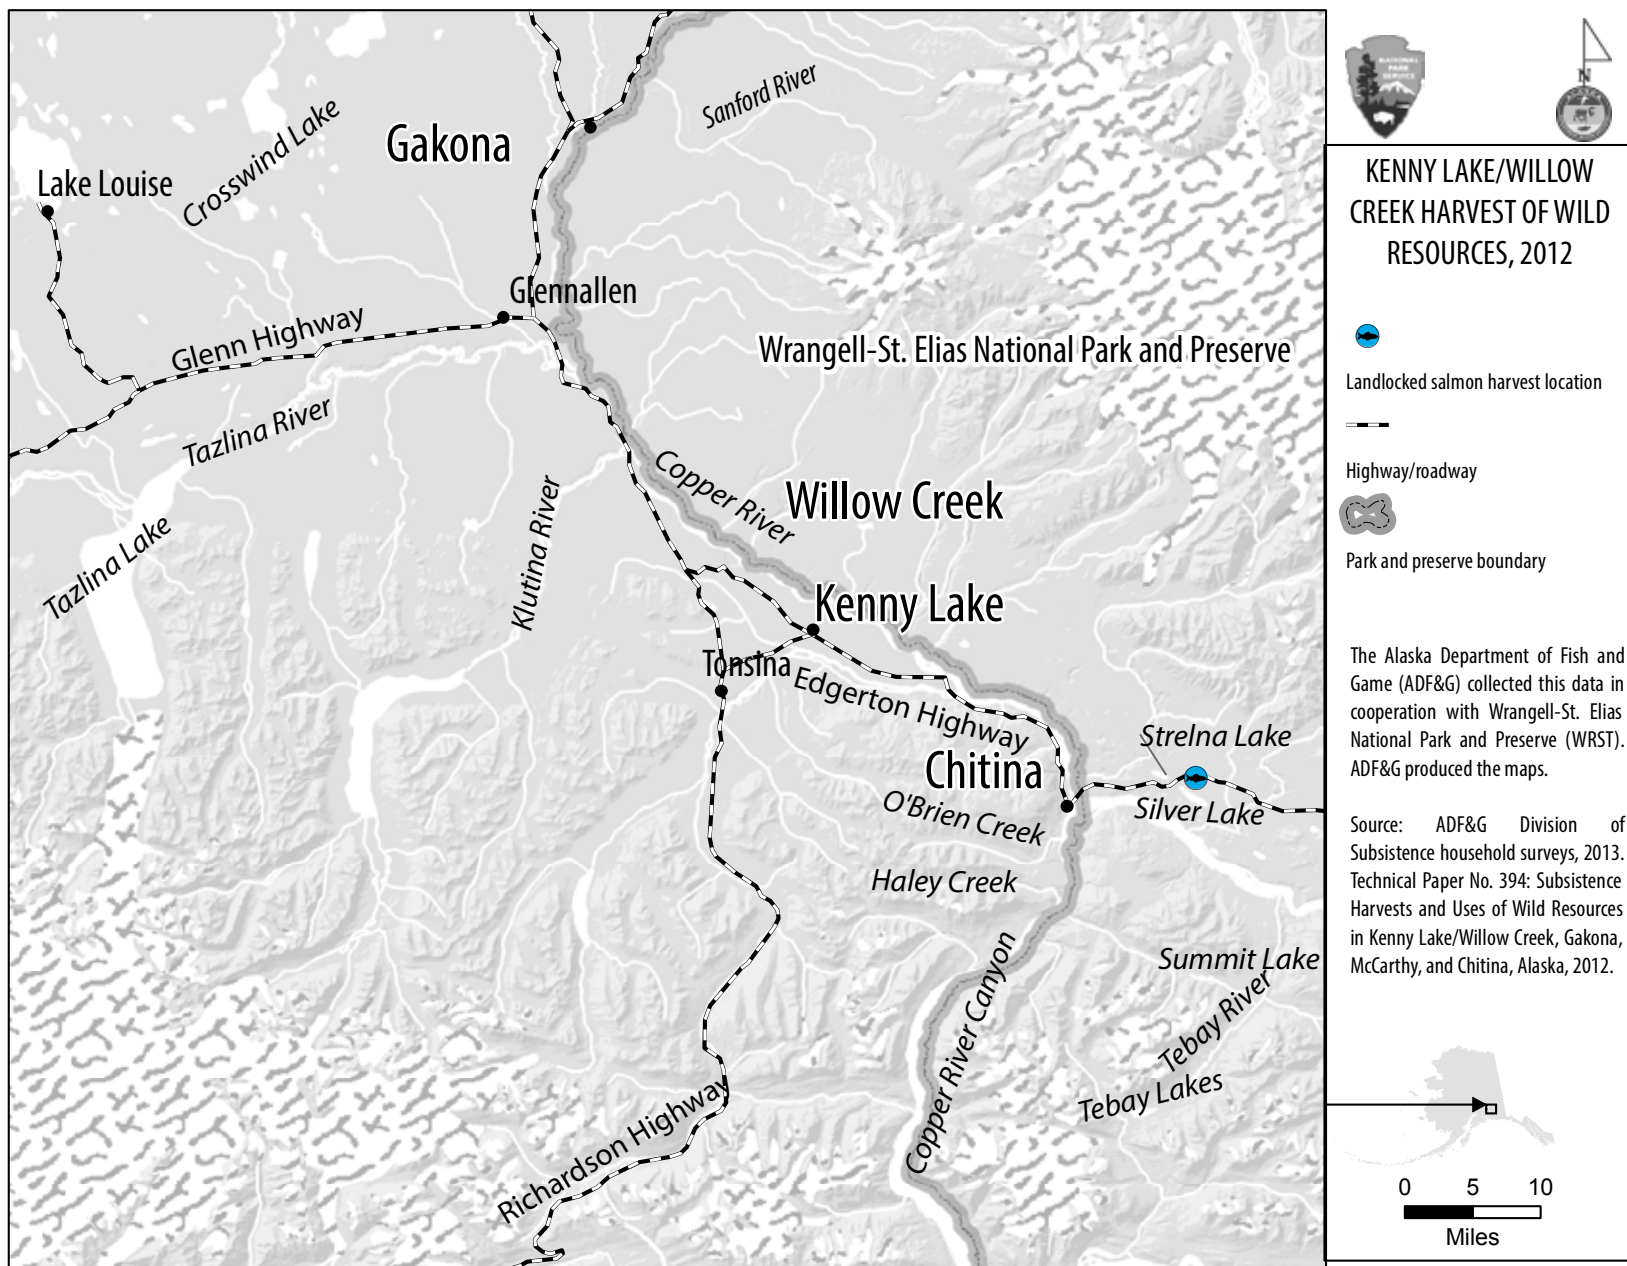 Sanford River
Gakona
Crosswind Lake
Lake Louise
Glennallen
Glenn Highway
Wrangell-St. Elias National Park and Preserve
Tazlina River
Copper River
Willow Creek
Klutina River
Tazlina Lake
Kenny Lake
Tonsina
Edgerton Highway
Strelna Lake
Chitina
O'Brien Creek
Silver Lake
Haley Creek
Summit Lake
Copper River Canyon
Tebay River
Tebay Lakes
Richardson Highway
NATIONAL
PARK
SERVICE
N
KENNY LAKE/WILLOW
CREEK HARVEST OF WILD
RESOURCES, 2012
Landlocked salmon harvest location
Highway/roadway
Park and preserve boundary
The Alaska Department of Fish and
Game (ADF&G) collected this data in
cooperation with Wrangell-St. Elias
National Park and Preserve (WRST).
ADF&G produced the maps.
Source: ADF&G Division of
Subsistence household surveys, 2013.
Technical Paper No. 394: Subsistence
Harvests and Uses of Wild Resources
in Kenny Lake/Willow Creek, Gakona,
McCarthy, and Chitina, Alaska, 2012.
0 5 10
Miles